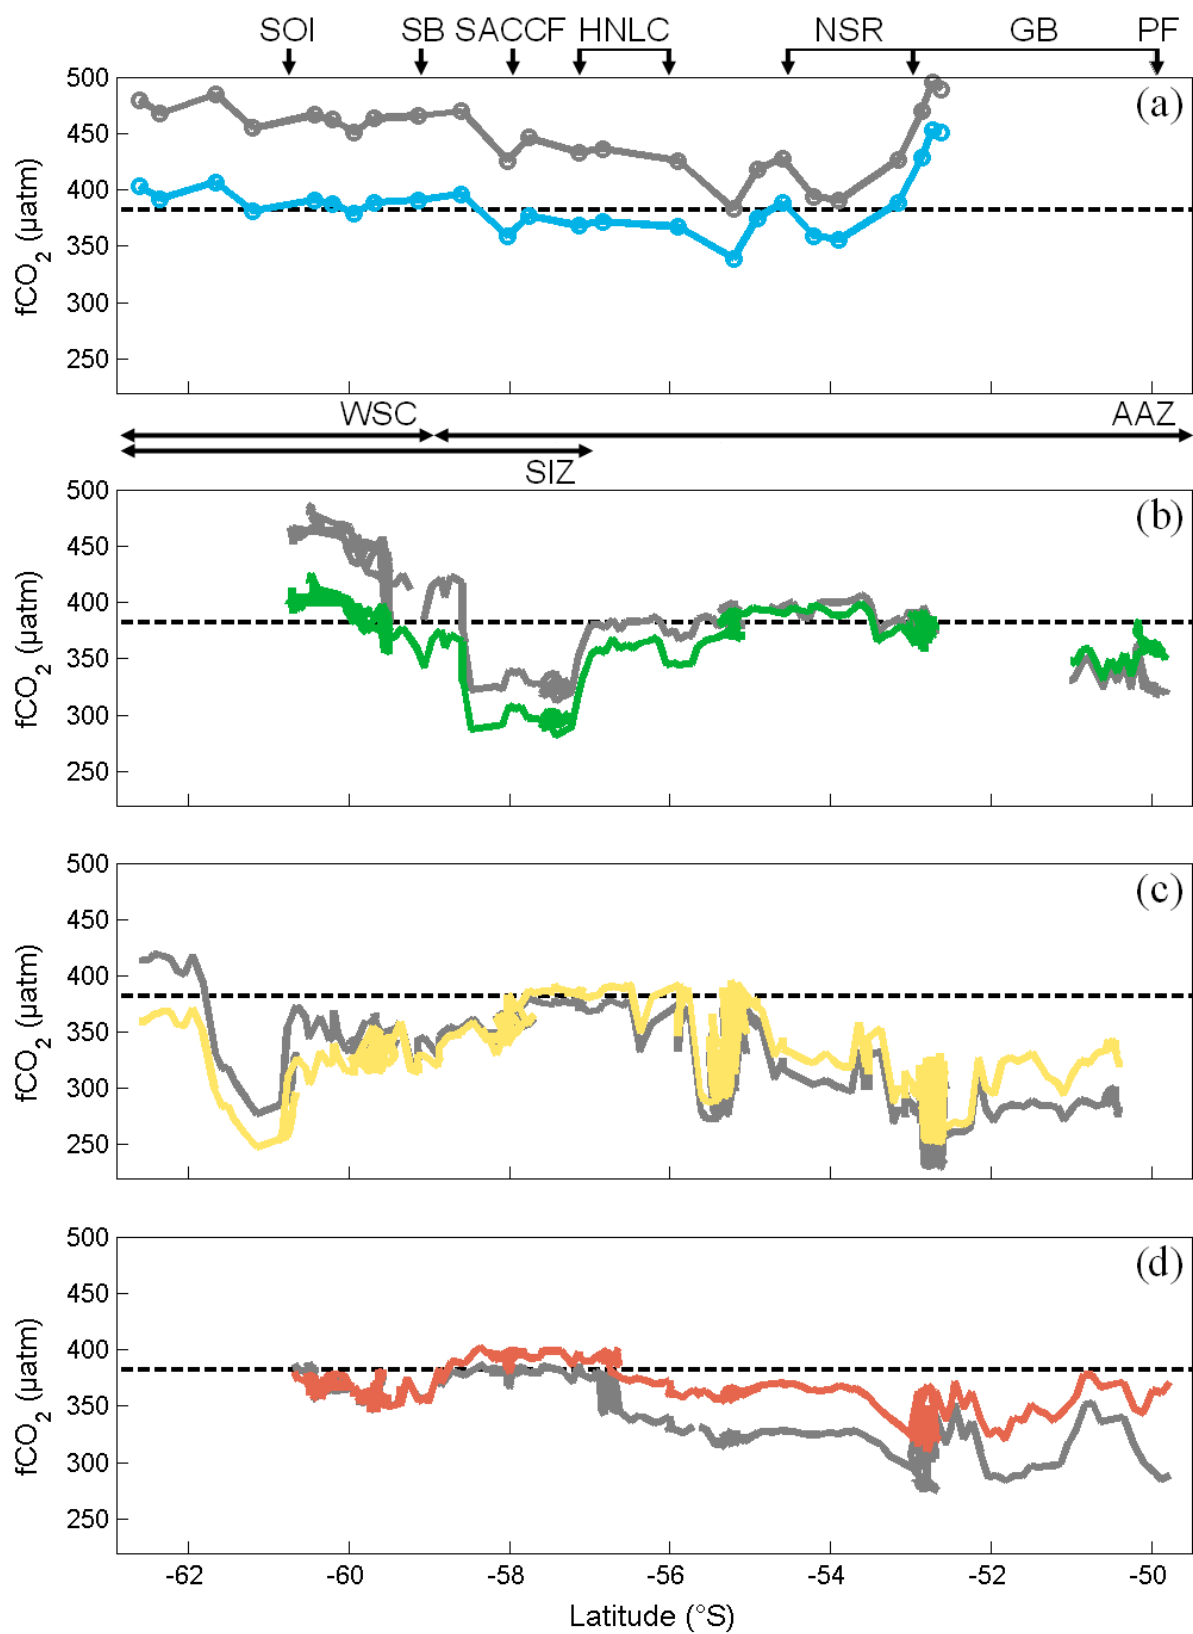 SOI SB SACCF HNLC NSR GB PF
500
450
400
350
300
250
fCO2 (µatm)
(a)
WSC AAZ
SIZ
500
450
400
350
300
250
fCO2 (µatm)
(b)
500
450
400
350
300
250
fCO2 (µatm)
(c)
500
450
400
350
300
250
fCO2 (µatm)
(d)
-62 -60 -58 -56 -54 -52 -50
Latitude (°S)